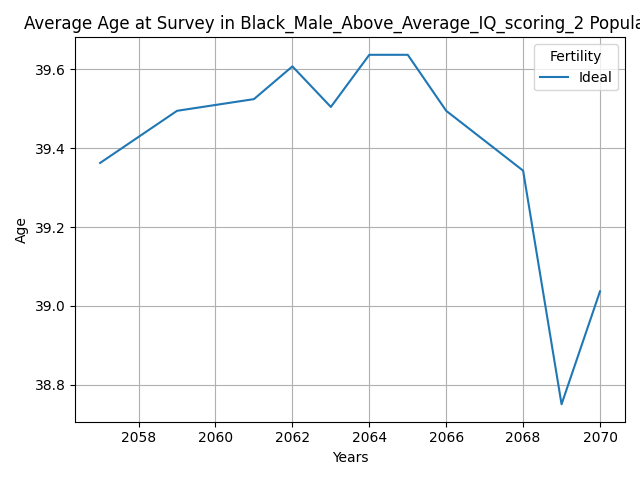 Average Age at Survey in Black_Male_Above_Average_IQ_scoring_2 Popula
Fertility
Ideal
39.6
39.4
39.2
39.0
38.8
Age
2058 2060 2062 2064 2066 2068 2070
Years